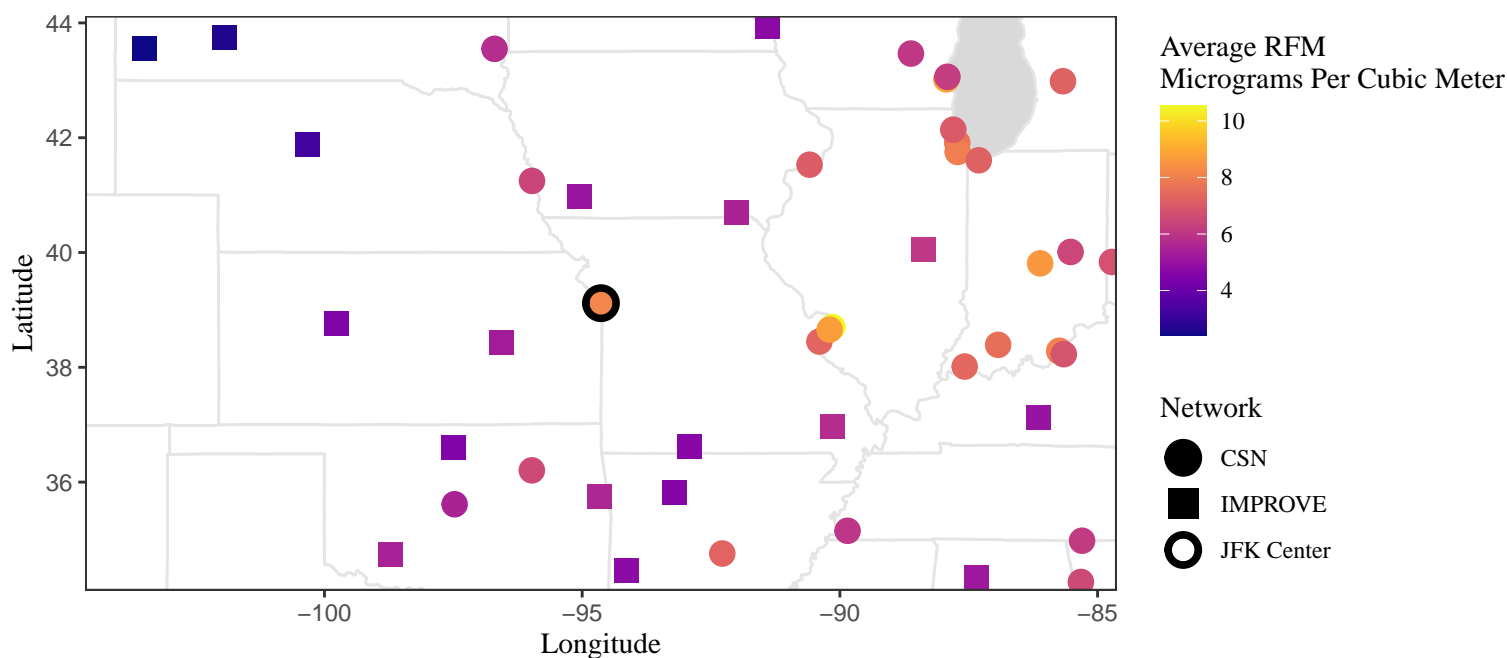 44
42
40
38
36
Latitude
−100
−95
−90
−85
Longitude
Average RFM
Micrograms Per Cubic Meter
10
8
6
4
Network
CSN
IMPROVE
JFK Center